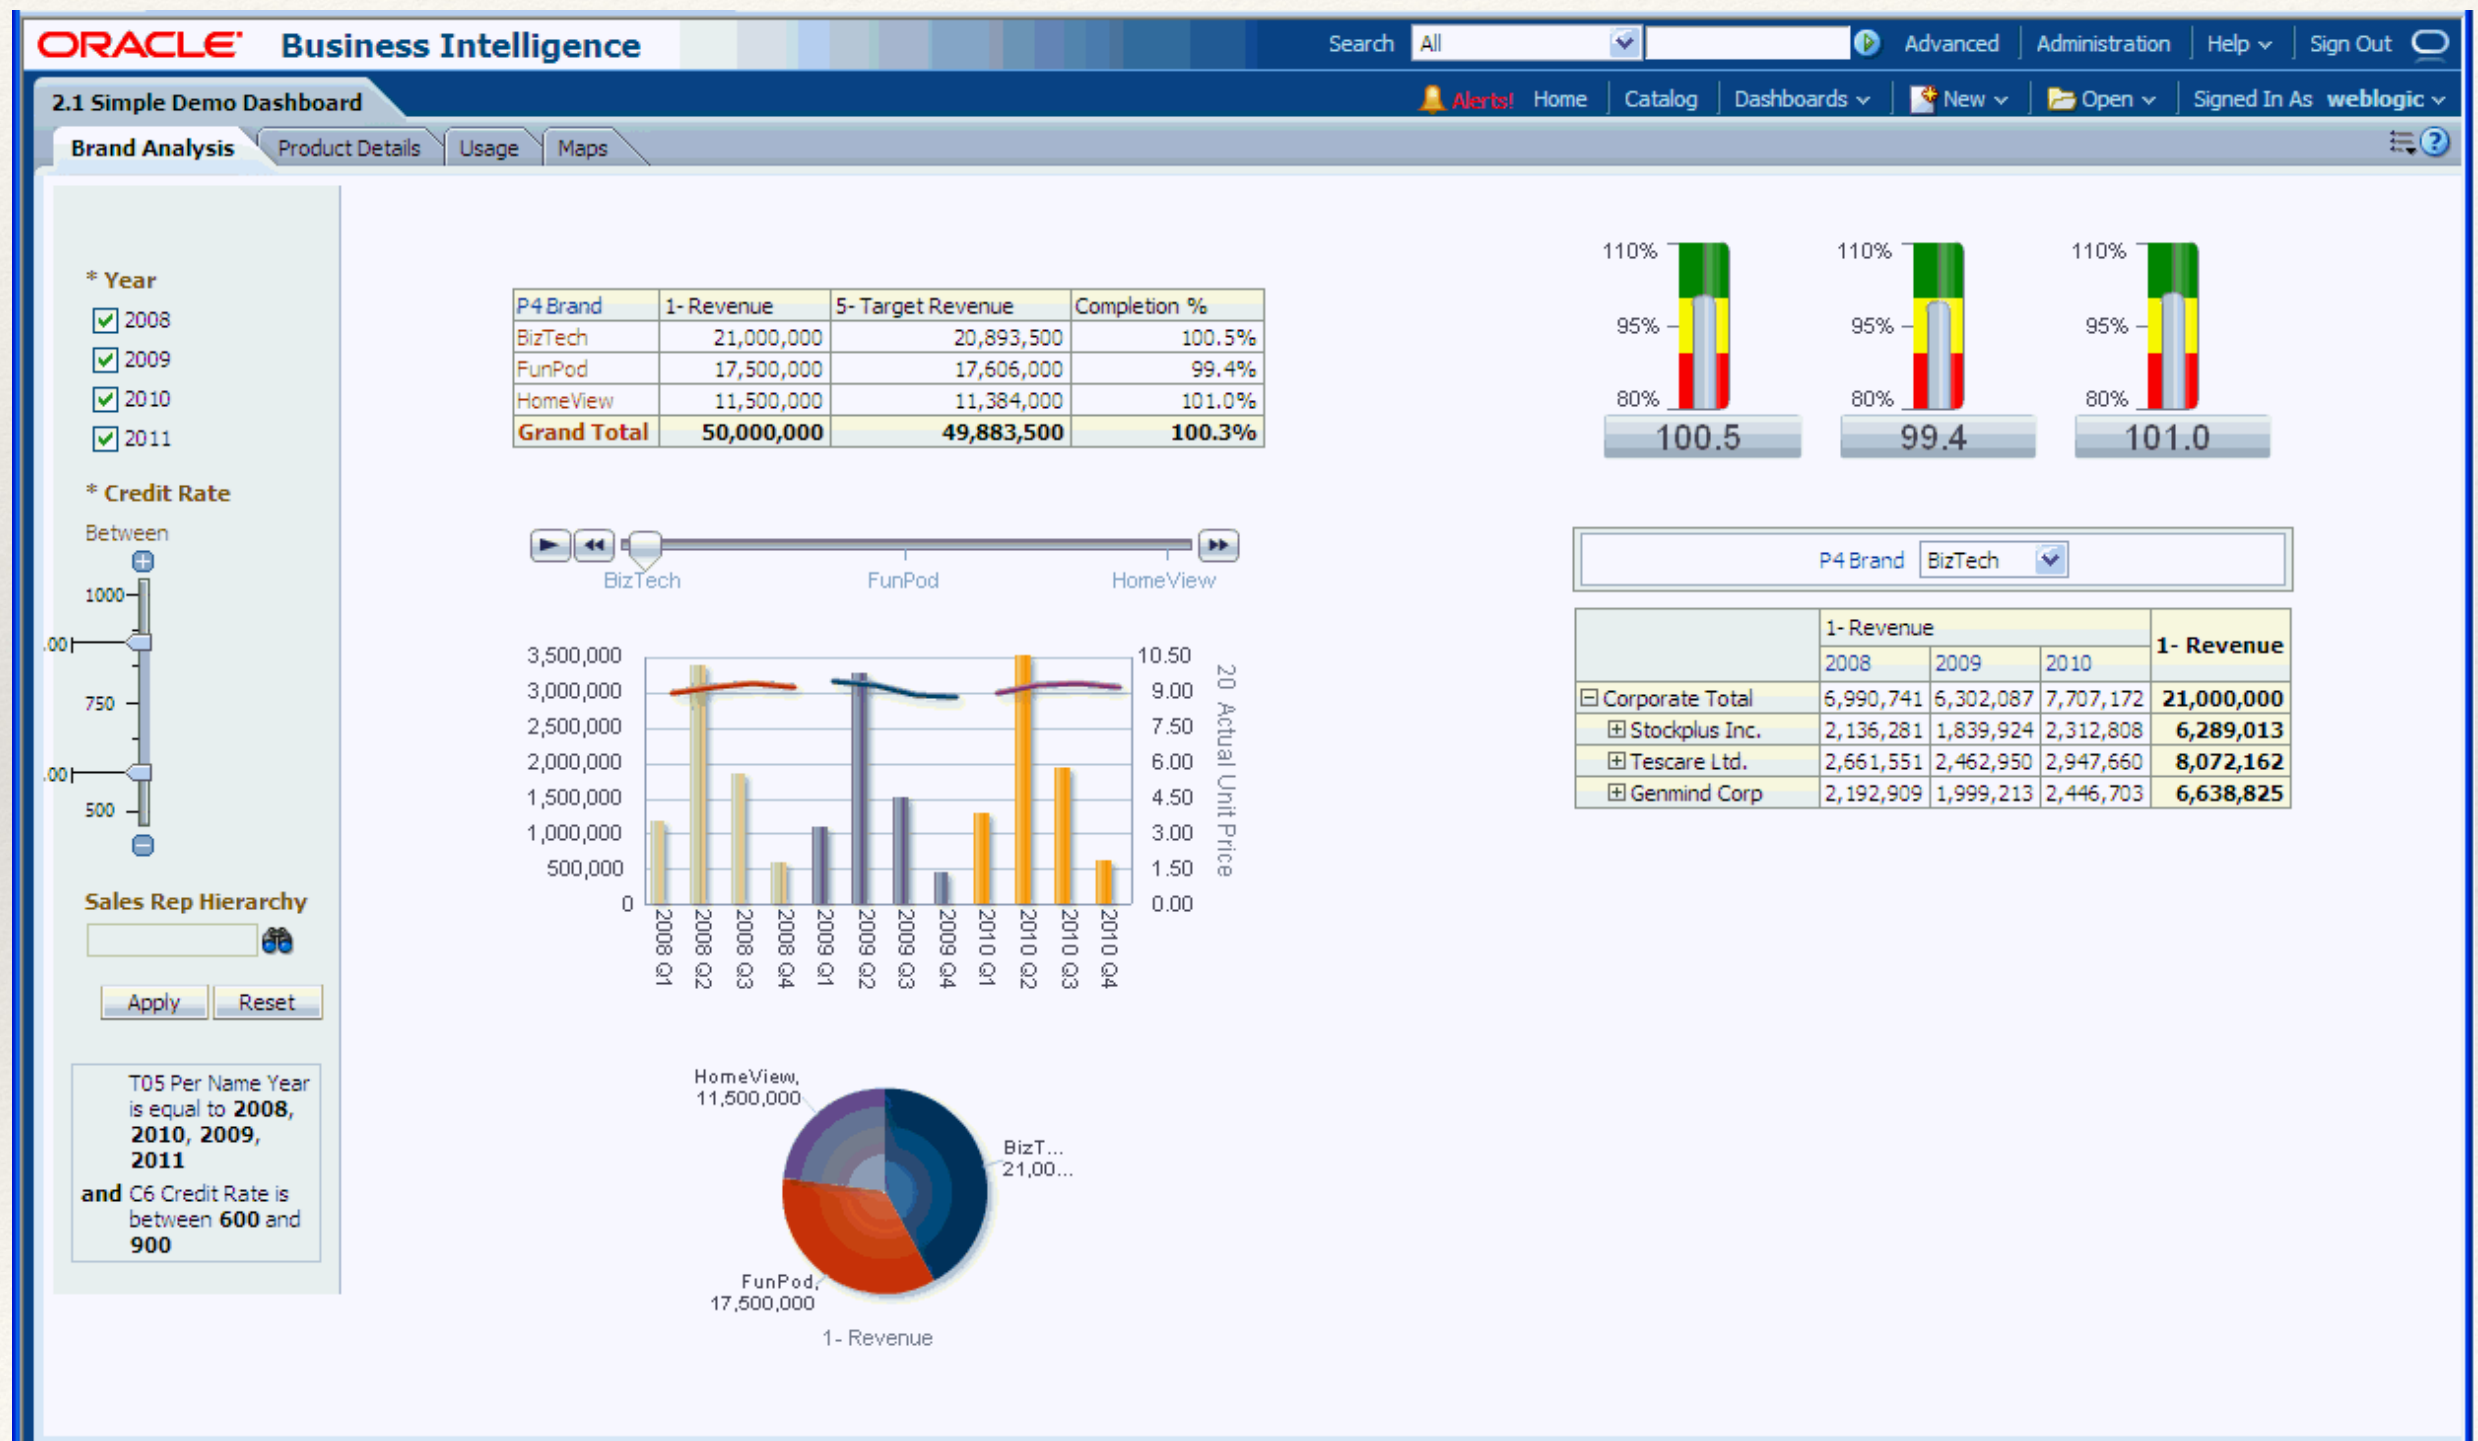 ORACLE Business Intelligence
Search All Advanced Administration Help Sign Out
2.1 Simple Demo Dashboard
Alerts! Home Catalog Dashboards New Open Signed In As weblogic
Brand Analysis Product Details Usage Maps
* Year
2008
2009
2010
2011
* Credit Rate
Between
1000
.00
750
.00
500
Sales Rep Hierarchy
Apply Reset
T05 Per Name Year
is equal to 2008,
2010, 2009,
2011
and C6 Credit Rate is
between 600 and
900
P4 Brand 1- Revenue 5- Target Revenue Completion %
BizTech 21,000,000 20,893,500 100.5%
FunPod 17,500,000 17,606,000 99.4%
HomeView 11,500,000 11,384,000 101.0%
Grand Total 50,000,000 49,883,500 100.3%
110% 110% 110%
95% 95% 95%
80% 80% 80%
100.5 99.4 101.0
BizTech FunPod HomeView
3,500,000 10.50
3,000,000 9.00
2,500,000 7.50
2,000,000 6.00
1,500,000 4.50
1,000,000 3.00
500,000 1.50
0 0.00
20 Actual Unit Price
2008 Q1
2008 Q2
2008 Q3
2008 Q4
2009 Q1
2009 Q2
2009 Q3
2009 Q4
2010 Q1
2010 Q2
2010 Q3
2010 Q4
P4 Brand BizTech
1- Revenue 1- Revenue
2008 2009 2010
Corporate Total 6,990,741 6,302,087 7,707,172 21,000,000
Stockplus Inc. 2,136,281 1,839,924 2,312,808 6,289,013
Tescare Ltd. 2,661,551 2,462,950 2,947,660 8,072,162
Genmind Corp 2,192,909 1,999,213 2,446,703 6,638,825
HomeView,
11,500,000
BizT...
21,00...
FunPod,
17,500,000
1- Revenue